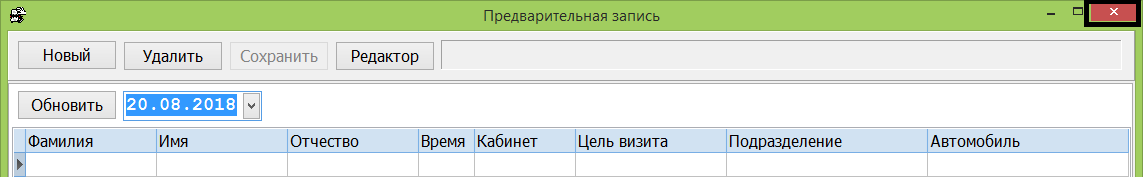 Предварительная запись
Новый Удалить Сохранить Редактор
Обновить 20.08.2018
Фамилия Имя Отчество Время Кабинет Цель визита Подразделение Автомобиль